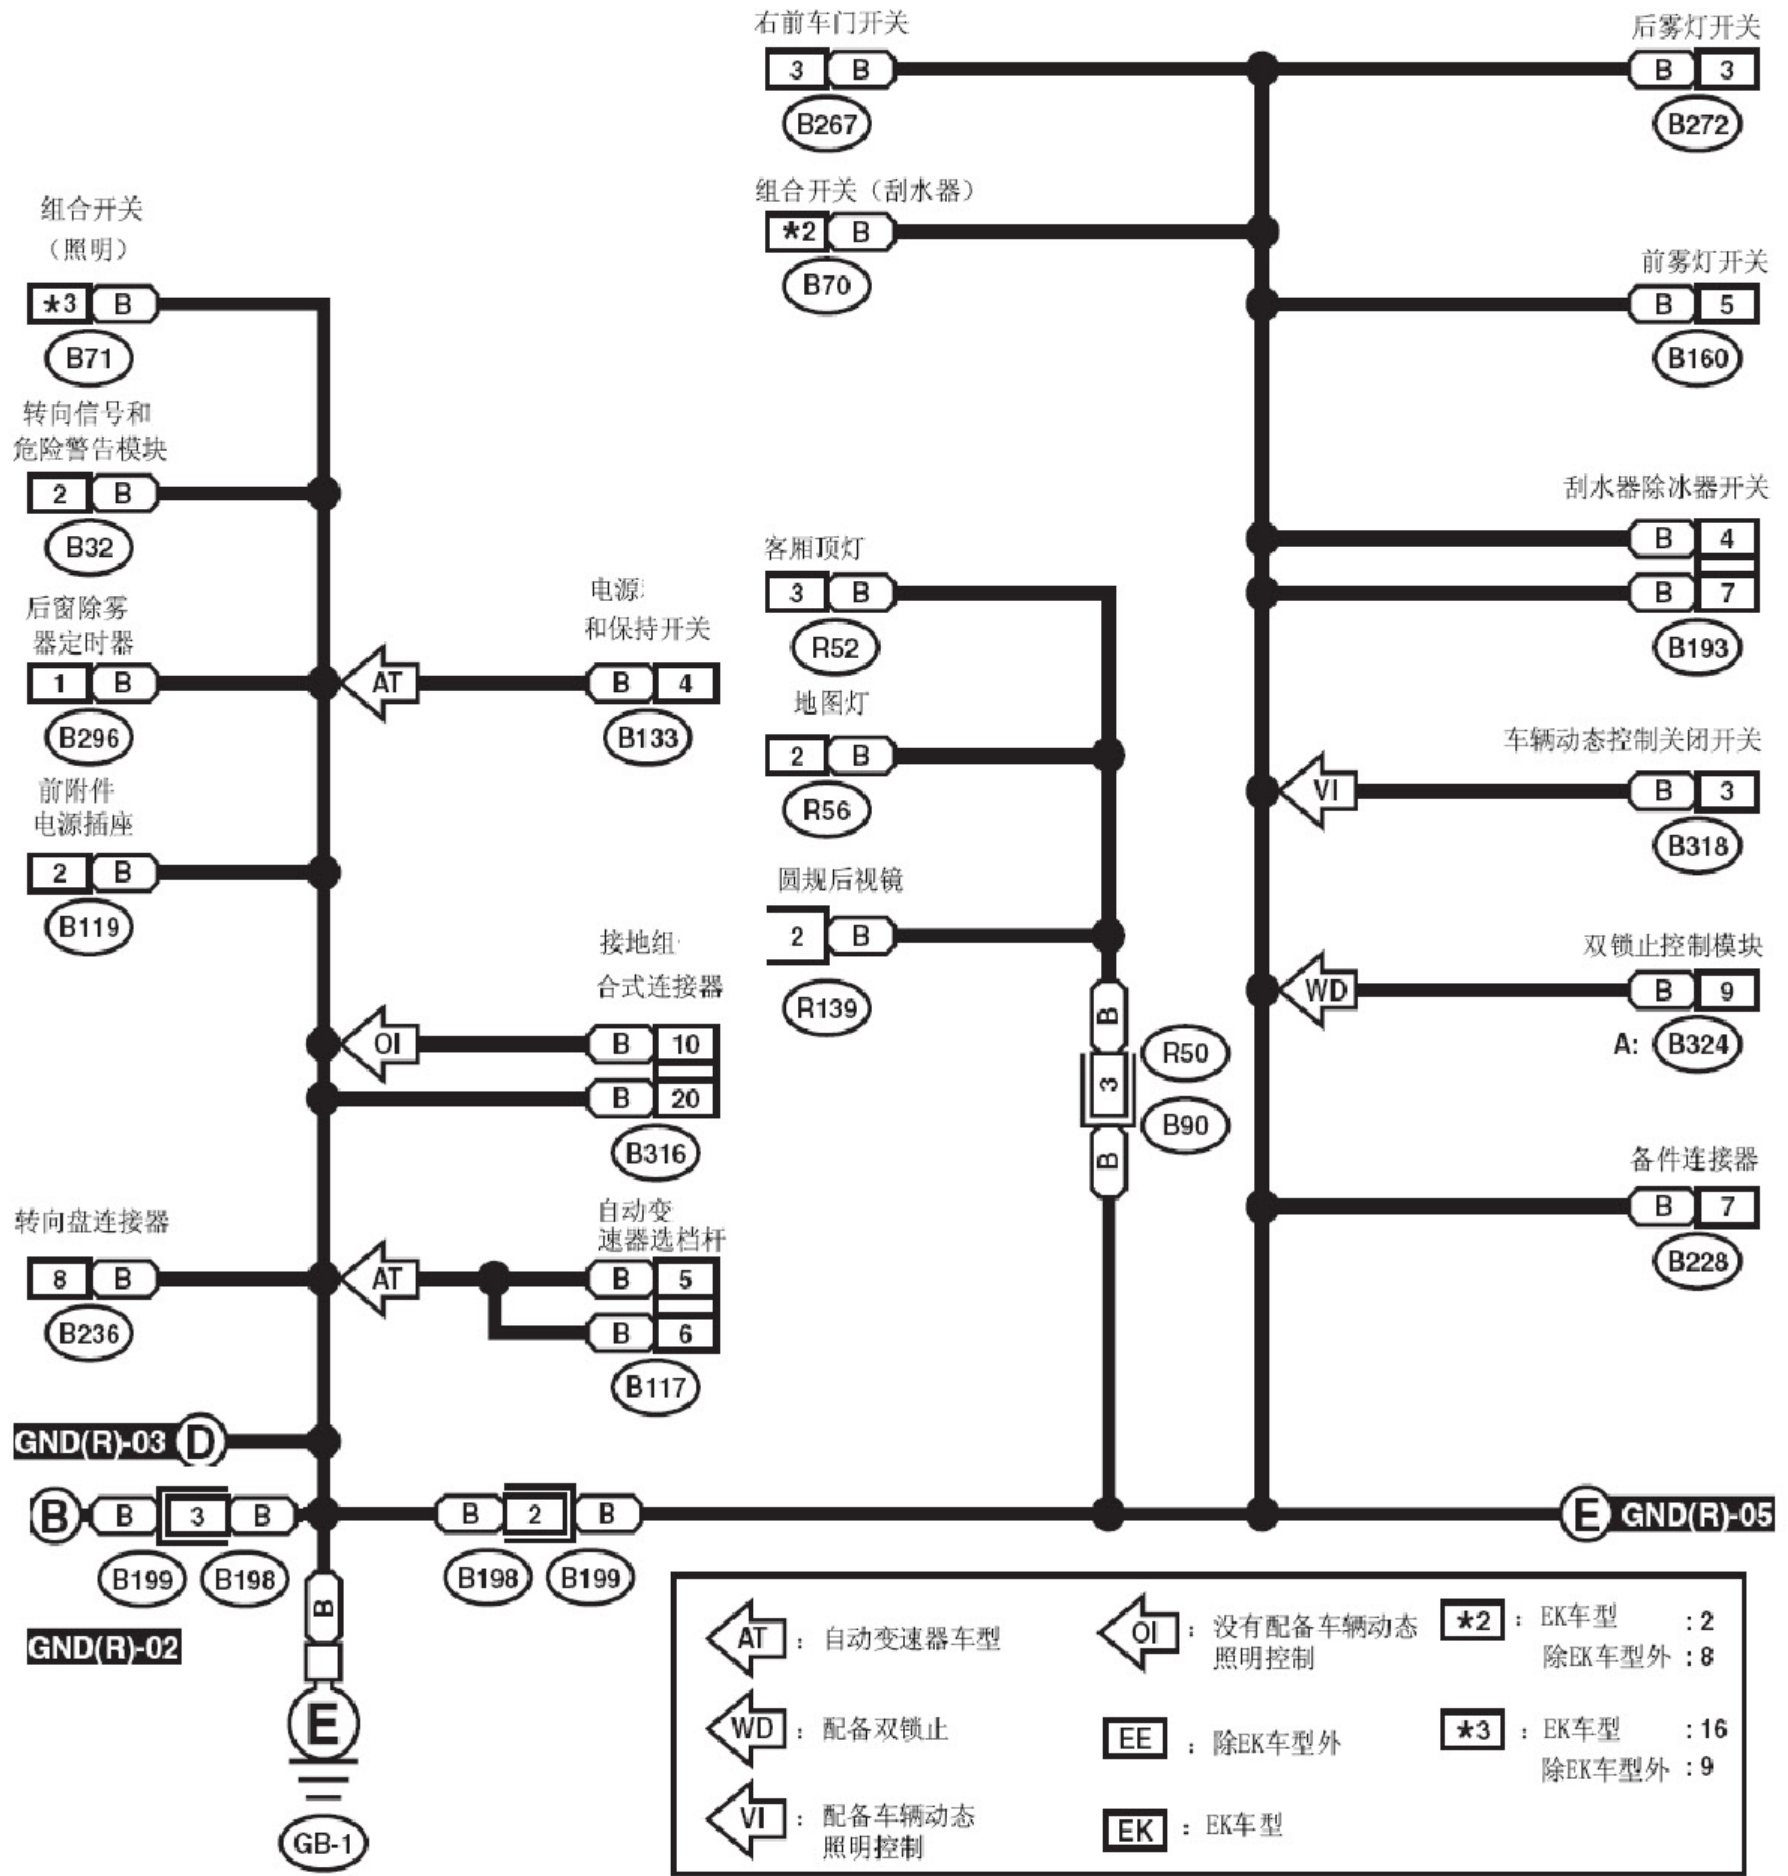 右前车门开关
3 B
B267
后雾灯开关
B 3
B272
组合开关（刮水器）
*2 B
B70
前雾灯开关
B 5
B160
组合开关
（照明）
*3 B
B71
转向信号和
危险警告模块
2 B
B32
后窗除雾
器定时器
1 B
B296
前附件
电源插座
2 B
B119
转向盘连接器
8 B
B236
AT
电源
和保持开关
B 4
B133
OI
接地组
合式连接器
B 10
B 20
B316
AT
自动变
速器选档杆
B 5
B 6
B117
客厢顶灯
3 B
R52
地图灯
2 B
R56
圆规后视镜
2 B
R139
B
3
B
R50
B90
刮水器除冰器开关
B 4
B 7
B193
车辆动态控制关闭开关
VI
B 3
B318
双锁止控制模块
WD
B 9
A: B324
备件连接器
B 7
B228
GND(R)-03 D
B B 3 B
B199 B198
GND(R)-02
B 2 B
B198 B199
E GND(R)-05
B
E
GB-1
AT : 自动变速器车型
WD : 配备双锁止
VI : 配备车辆动态
照明控制
OI : 没有配备车辆动态
照明控制
EE : 除EK车型外
EK : EK车型
*2 : EK车型 :2
除EK车型外 :8
*3 : EK车型 :16
除EK车型外 :9